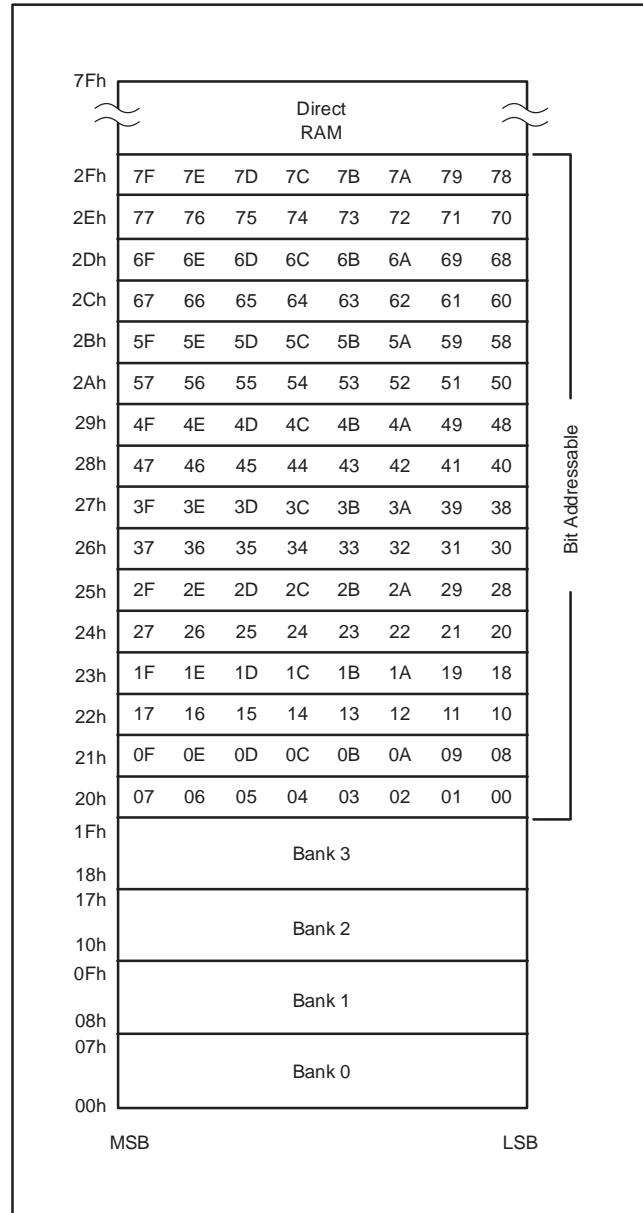 7Fh
Direct
RAM
2Fh 7F 7E 7D 7C 7B 7A 79 78
2Eh 77 76 75 74 73 72 71 70
2Dh 6F 6E 6D 6C 6B 6A 69 68
2Ch 67 66 65 64 63 62 61 60
2Bh 5F 5E 5D 5C 5B 5A 59 58
2Ah 57 56 55 54 53 52 51 50
29h 4F 4E 4D 4C 4B 4A 49 48
28h 47 46 45 44 43 42 41 40
27h 3F 3E 3D 3C 3B 3A 39 38
26h 37 36 35 34 33 32 31 30
25h 2F 2E 2D 2C 2B 2A 29 28
24h 27 26 25 24 23 22 21 20
23h 1F 1E 1D 1C 1B 1A 19 18
22h 17 16 15 14 13 12 11 10
21h 0F 0E 0D 0C 0B 0A 09 08
20h 07 06 05 04 03 02 01 00
Bit Addressable
1Fh
Bank 3
18h
17h
Bank 2
10h
0Fh
Bank 1
08h
07h
Bank 0
00h
MSB LSB